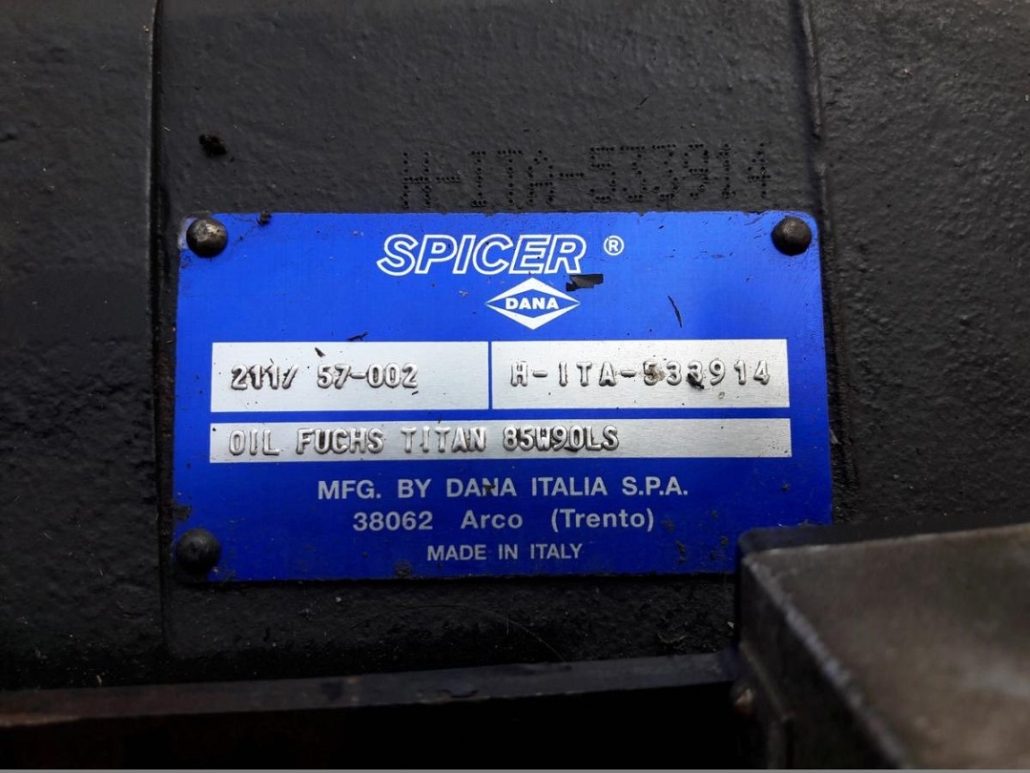 H-ITA-533914
SPICER ®
DANA
211/ 57-002 H-ITA-533914
OIL FUCHS TITAN 85W90LS
MFG. BY DANA ITALIA S.P.A.
38062 Arco (Trento)
MADE IN ITALY